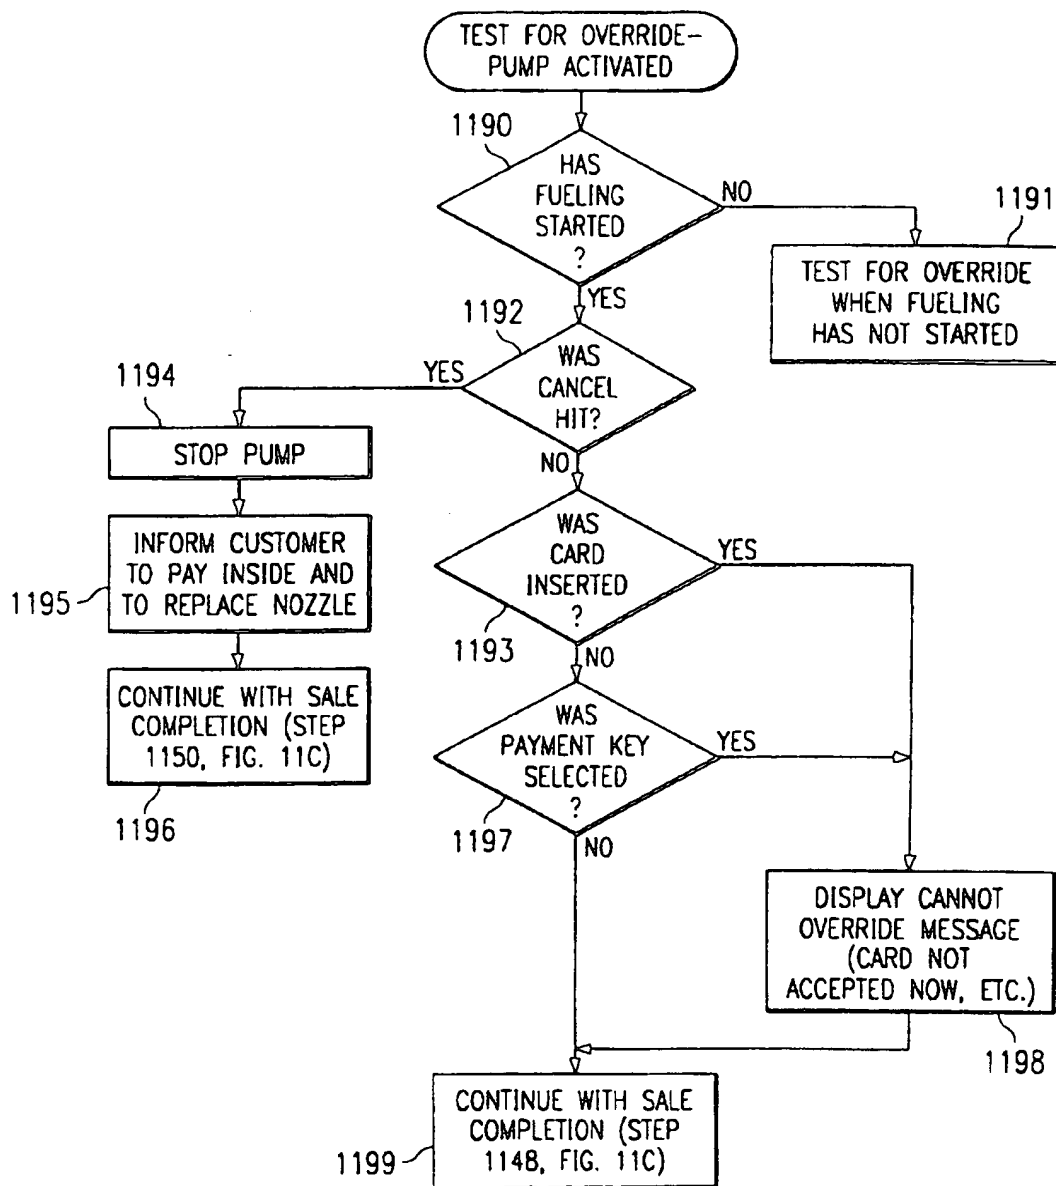 TEST FOR OVERRIDE-
PUMP ACTIVATED
1190
HAS
FUELING
STARTED
?
NO
YES
1191
TEST FOR OVERRIDE
WHEN FUELING
HAS NOT STARTED
1192
WAS
CANCEL
HIT?
YES
NO
1194
STOP PUMP
INFORM CUSTOMER
TO PAY INSIDE AND
TO REPLACE NOZZLE
1195
CONTINUE WITH SALE
COMPLETION (STEP
1150, FIG. 11C)
1196
WAS
CARD
INSERTED
?
YES
1193
NO
WAS
PAYMENT KEY
SELECTED
?
YES
1197
NO
DISPLAY CANNOT
OVERRIDE MESSAGE
(CARD NOT
ACCEPTED NOW, ETC.)
1198
CONTINUE WITH SALE
COMPLETION (STEP
1148, FIG. 11C)
1199